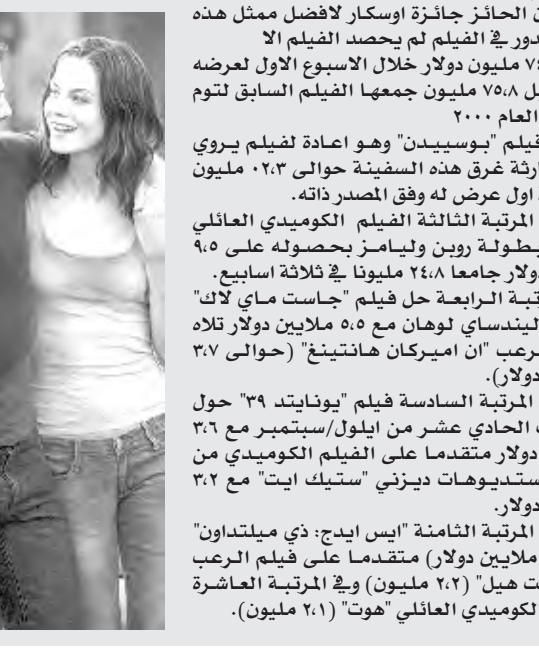 ن الحائز جائزة اوسكار لافضل ممثل هذه
دور في الفيلم لم يحصد الفيلم الا
٧٤ مليون دولار خلال الاسبوع الاول لعرضه
يل ٧٥،٨ مليون جمعها الفيلم السابق لتوم
العام ٢٠٠٠
فيلم "بوسييدن" وهو اعادة لفيلم يروي
ارثة غرق هذه السفينة حوالى ٠٢،٣ مليون
اول عرض له وفق المصدر ذاته.
المرتبة الثالثة الفيلم الكوميدي العائلي
بطولة روبن وليامز بحصوله على ٩،٥
دولار جامعا ٢٤،٨ مليونا في ثلاثة اسابيع.
رتبة الرابعة حل فيلم "جاست ماي لاك"
ليندساي لوهان مع ٥،٥ ملايين دولار تلاه
رعب "ان اميركان هانتينغ" (حوالى ٣،٧
دولار).
المرتبة السادسة فيلم "يونايتد ٣٩" حول
ت الحادي عشر من ايلول/سبتمبر مع ٣،٦
دولار متقدما على الفيلم الكوميدي من
ستديوهات ديزني "ستيك ايت" مع ٣،٢
دولار.
المرتبة الثامنة "ايس ايدج: ذي ميلتداون"
ملايين دولار) متقدما على فيلم الرعب
ت هيل" (٢،٢ مليون) وفي المرتبة العاشرة
الكوميدي العائلي "هوت" (٢،١ مليون).